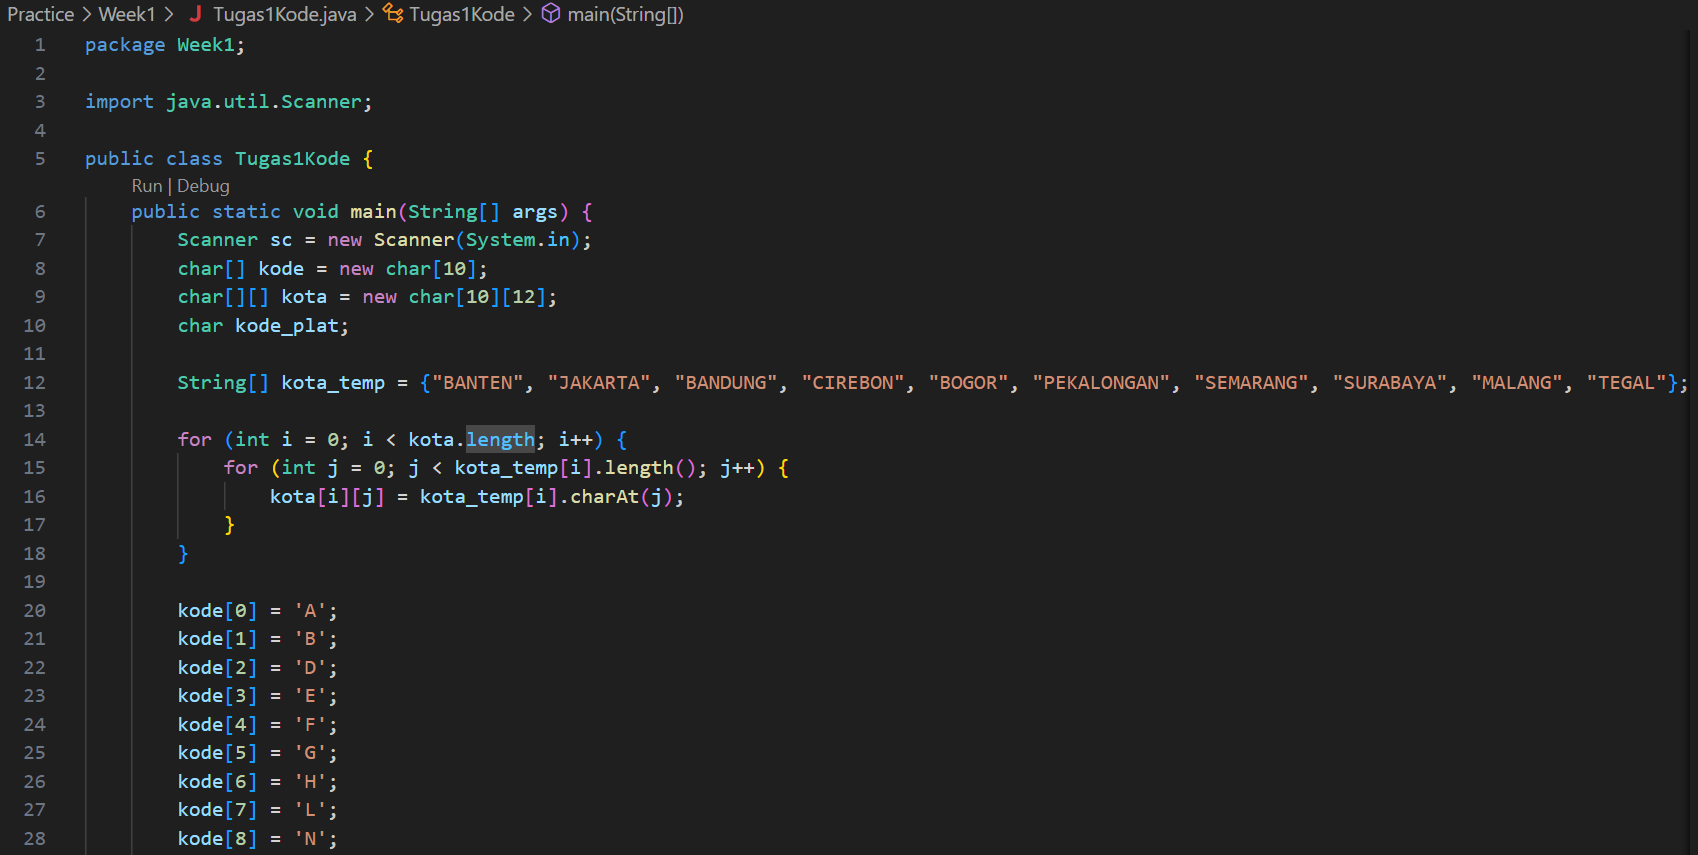 Practice > Week1 > J Tugas1Kode.java > Tugas1Kode > main(String[])
1 package Week1;
2
3 import java.util.Scanner;
4
5 public class Tugas1Kode {
Run | Debug
6 public static void main(String[] args) {
7 Scanner sc = new Scanner(System.in);
8 char[] kode = new char[10];
9 char[][] kota = new char[10][12];
10 char kode_plat;
11
12 String[] kota_temp = {"BANTEN", "JAKARTA", "BANDUNG", "CIREBON", "BOGOR", "PEKALONGAN", "SEMARANG", "SURABAYA", "MALANG", "TEGAL"};
13
14 for (int i = 0; i < kota.length; i++) {
15 for (int j = 0; j < kota_temp[i].length(); j++) {
16 kota[i][j] = kota_temp[i].charAt(j);
17 }
18 }
19
20 kode[0] = 'A';
21 kode[1] = 'B';
22 kode[2] = 'D';
23 kode[3] = 'E';
24 kode[4] = 'F';
25 kode[5] = 'G';
26 kode[6] = 'H';
27 kode[7] = 'L';
28 kode[8] = 'N';